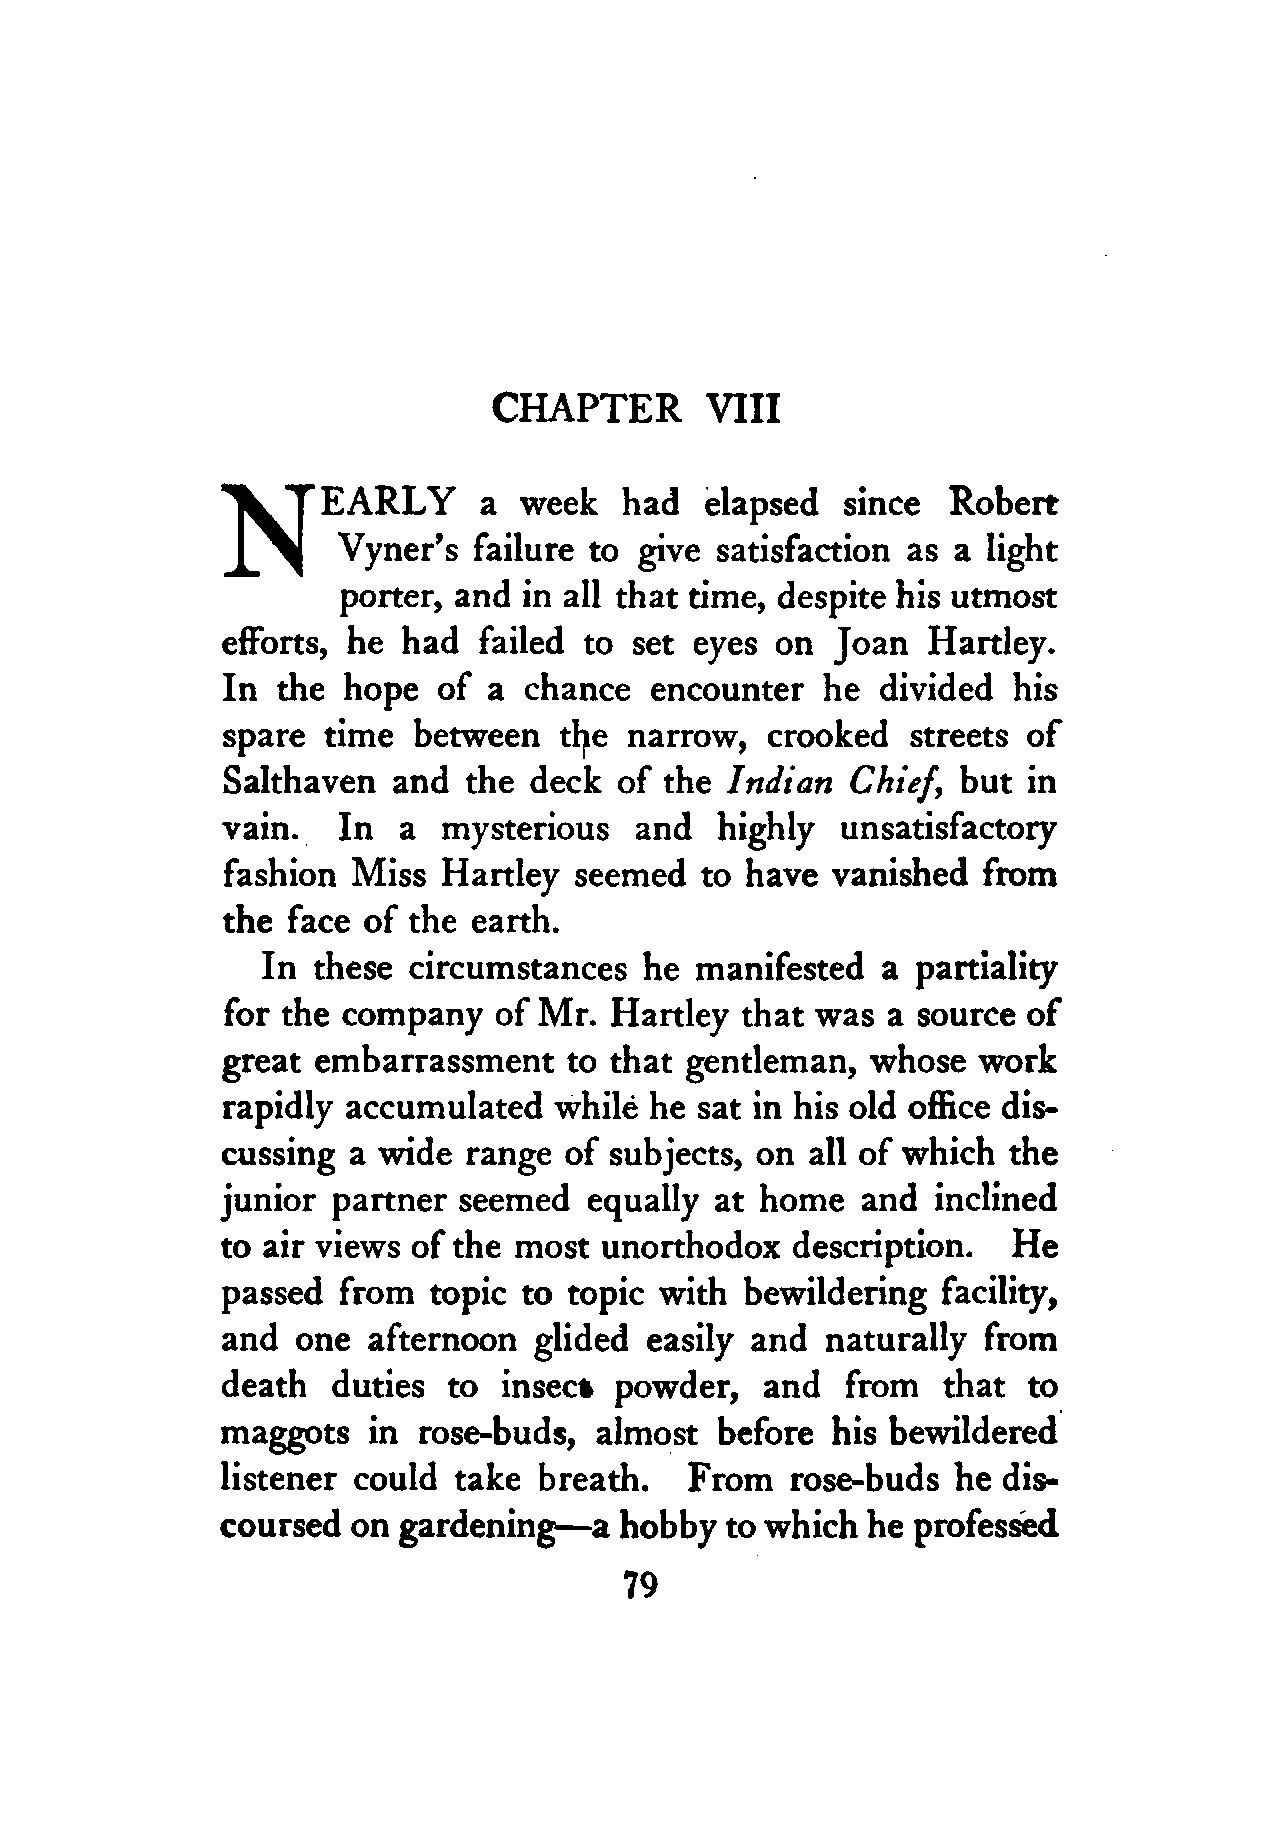 CHAPTER VIII
NEARLY a week had elapsed since Robert
Vyner's failure to give satisfaction as a light
porter, and in all that time, despite his utmost
efforts, he had failed to set eyes on Joan Hartley.
In the hope of a chance encounter he divided his
spare time between the narrow, crooked streets of
Salthaven and the deck of the Indian Chief, but in
vain. In a mysterious and highly unsatisfactory
fashion Miss Hartley seemed to have vanished from
the face of the earth.
In these circumstances he manifested a partiality
for the company of Mr. Hartley that was a source of
great embarrassment to that gentleman, whose work
rapidly accumulated while he sat in his old office dis-
cussing a wide range of subjects, on all of which the
junior partner seemed equally at home and inclined
to air views of the most unorthodox description. He
passed from topic to topic with bewildering facility,
and one afternoon glided easily and naturally from
death duties to insect powder, and from that to
maggots in rose-buds, almost before his bewildered
listener could take breath. From rose-buds he dis-
coursed on gardening—a hobby to which he professed
79